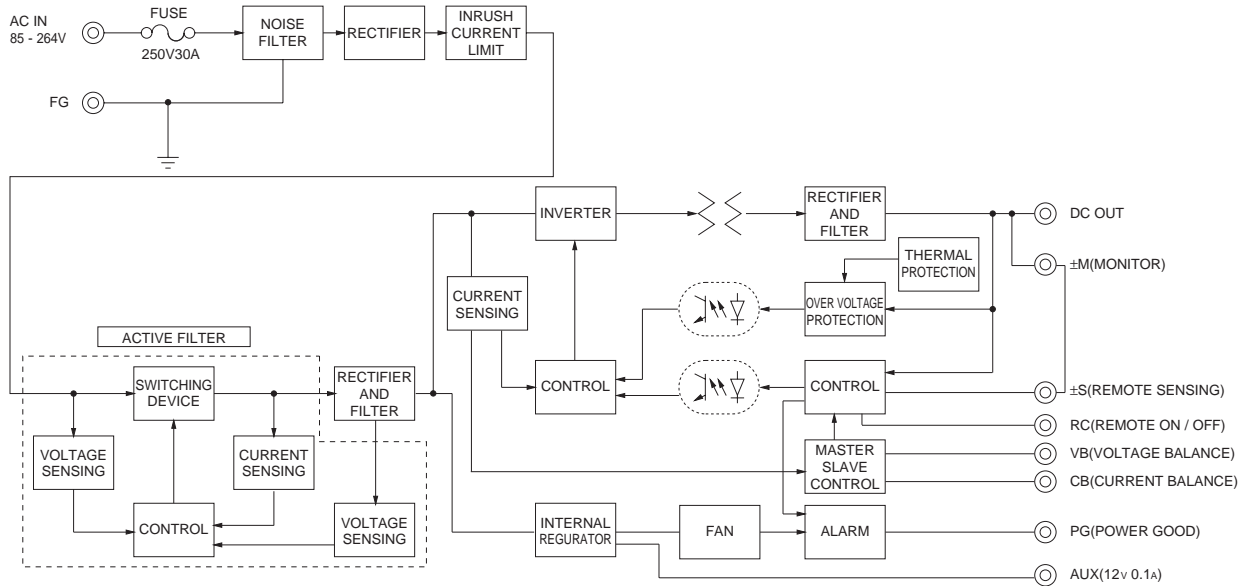 AC IN
85 - 264V
FUSE
250V30A
NOISE
FILTER
RECTIFIER
INRUSH
CURRENT
LIMIT
FG
INVERTER
RECTIFIER
AND
FILTER
DC OUT
THERMAL
PROTECTION
±M(MONITOR)
CURRENT
SENSING
OVER VOLTAGE
PROTECTION
ACTIVE FILTER
SWITCHING
DEVICE
RECTIFIER
AND
FILTER
CONTROL
CONTROL
±S(REMOTE SENSING)
RC(REMOTE ON / OFF)
VOLTAGE
SENSING
CURRENT
SENSING
MASTER
SLAVE
CONTROL
VB(VOLTAGE BALANCE)
CB(CURRENT BALANCE)
CONTROL
VOLTAGE
SENSING
INTERNAL
REGURATOR
FAN
ALARM
PG(POWER GOOD)
AUX(12V 0.1A)